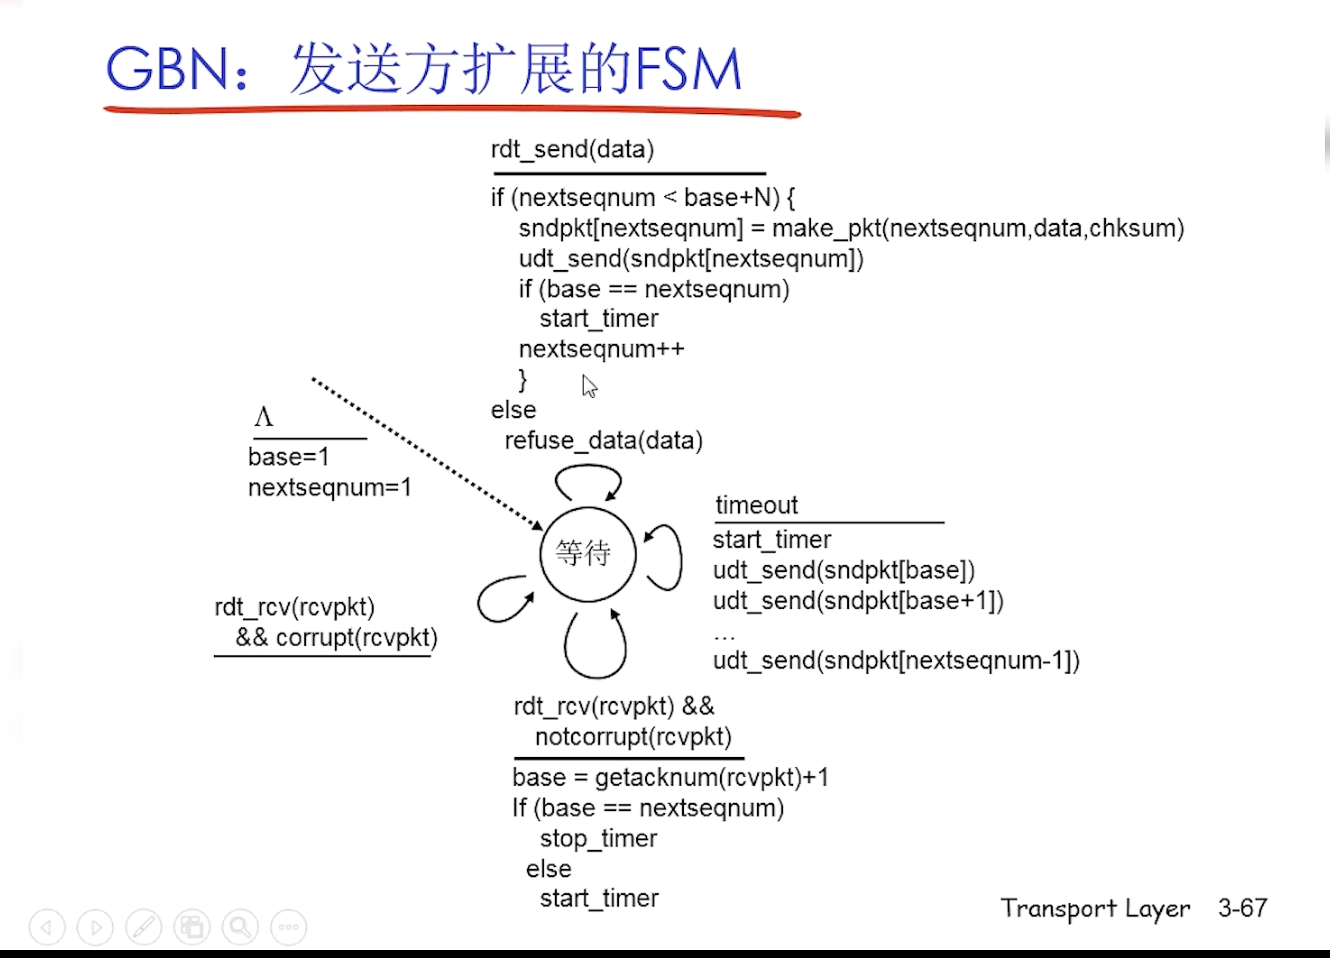 GBN：发送方扩展的FSM
rdt_send(data)
if (nextseqnum < base+N) {
sndpkt[nextseqnum] = make_pkt(nextseqnum,data,chksum)
udt_send(sndpkt[nextseqnum])
if (base == nextseqnum)
start_timer
nextseqnum++
}
else
refuse_data(data)
Λ
base=1
nextseqnum=1
等待
timeout
start_timer
udt_send(sndpkt[base])
udt_send(sndpkt[base+1])
…
udt_send(sndpkt[nextseqnum-1])
rdt_rcv(rcvpkt)
&& corrupt(rcvpkt)
rdt_rcv(rcvpkt) &&
notcorrupt(rcvpkt)
base = getacknum(rcvpkt)+1
If (base == nextseqnum)
stop_timer
else
start_timer
Transport Layer 3-67